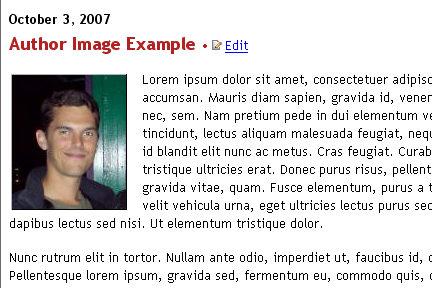 October 3, 2007
Author Image Example • Edit
Lorem ipsum dolor sit amet, consectetuer adipisc
accumsan. Mauris diam sapien, gravida id, vener
nec, sem. Nam pretium pede in dui elementum ve
tincidunt, lectus aliquam malesuada feugiat, nequ
id blandit elit nunc ac metus. Cras feugiat. Curab
tristique ultricies erat. Donec purus risus, pellent
gravida vitae, quam. Fusce elementum, purus a t
velit vehicula urna, eget ultricies lectus purus sed
dapibus lectus sed nisi. Ut elementum tristique dolor.
Nunc rutrum elit in tortor. Nullam ante odio, imperdiet ut, faucibus id, c
Pellentesque lorem ipsum, gravida sed, fermentum eu, commodo quis, c